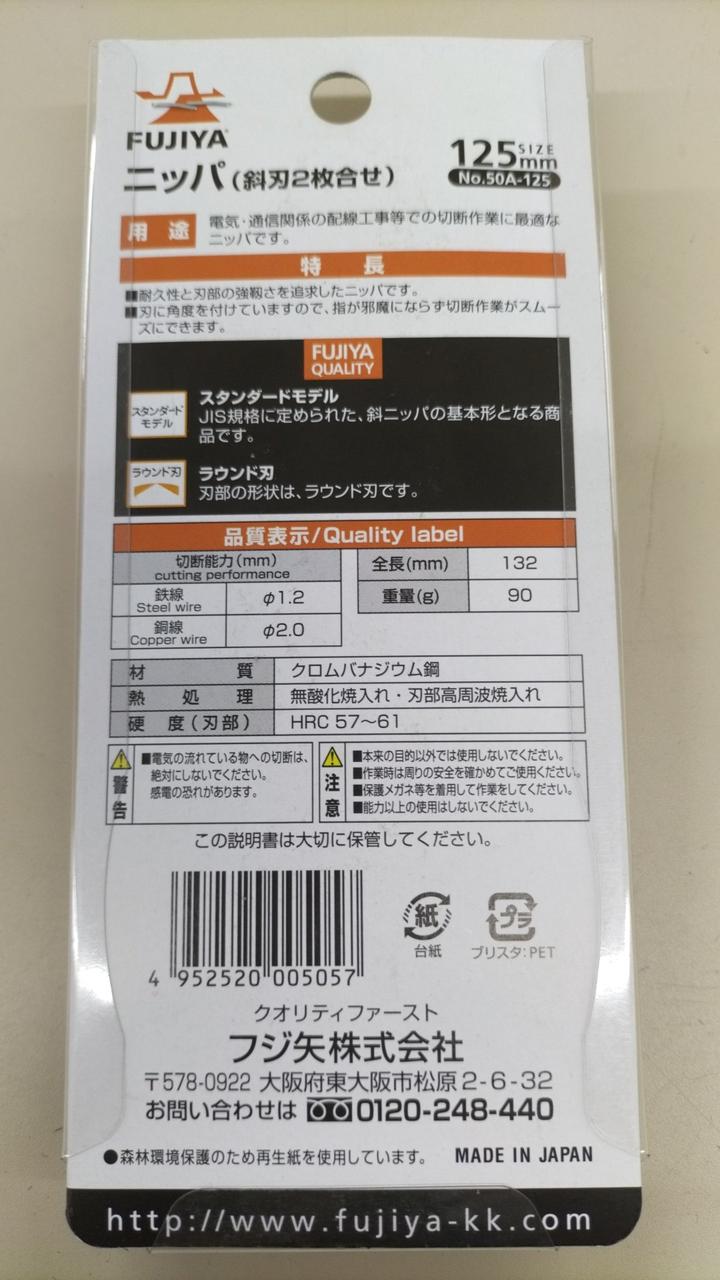 FUJIYA
ニッパ(斜刃2枚合せ)
125mm SIZE
No.50A-125
用途
電気・通信関係の配線工事等での切断作業に最適な
ニッパです。
特長
■耐久性と刃部の強靱さを追求したニッパです。
■刃に角度を付けていますので、指が邪魔にならず切断作業がスムー
ズにできます。
FUJIYA
QUALITY
スタンダード
モデル
スタンダードモデル
JIS規格に定められた、斜ニッパの基本形となる商
品です。
ラウンド刃
ラウンド刃
刃部の形状は、ラウンド刃です。
品質表示/Quality label
切断能力(mm)
cutting performance
鉄線
Steel wire
φ1.2
銅線
Copper wire
φ2.0
全長(mm) 132
重量(g) 90
材質 クロムバナジウム鋼
熱処理 無酸化焼入れ・刃部高周波焼入れ
硬度(刃部) HRC 57～61
警告
■電気の流れている物への切断は、
絶対にしないでください。
感電の恐れがあります。
注意
■本来の目的以外では使用しないでください。
■作業時は周りの安全を確かめてご使用ください。
■保護メガネ等を着用して作業をしてください。
■能力以上の使用はしないでください。
この説明書は大切に保管してください。
4 952520 005057
紙
台紙
プラ
ブリスタ:PET
クオリティファースト
フジ矢株式会社
〒578-0922 大阪府東大阪市松原2-6-32
お問い合わせは 0120-248-440
●森林環境保護のため再生紙を使用しています。 MADE IN JAPAN
http://www.fujiya-kk.com